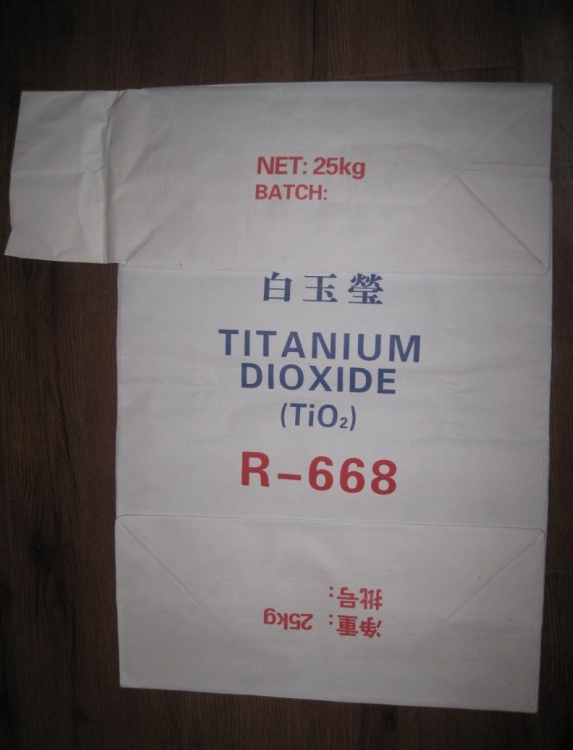 NET: 25kg
BATCH:
白玉瑩
TITANIUM
DIOXIDE
(TiO₂)
R-668
净重: 25kg
批号: